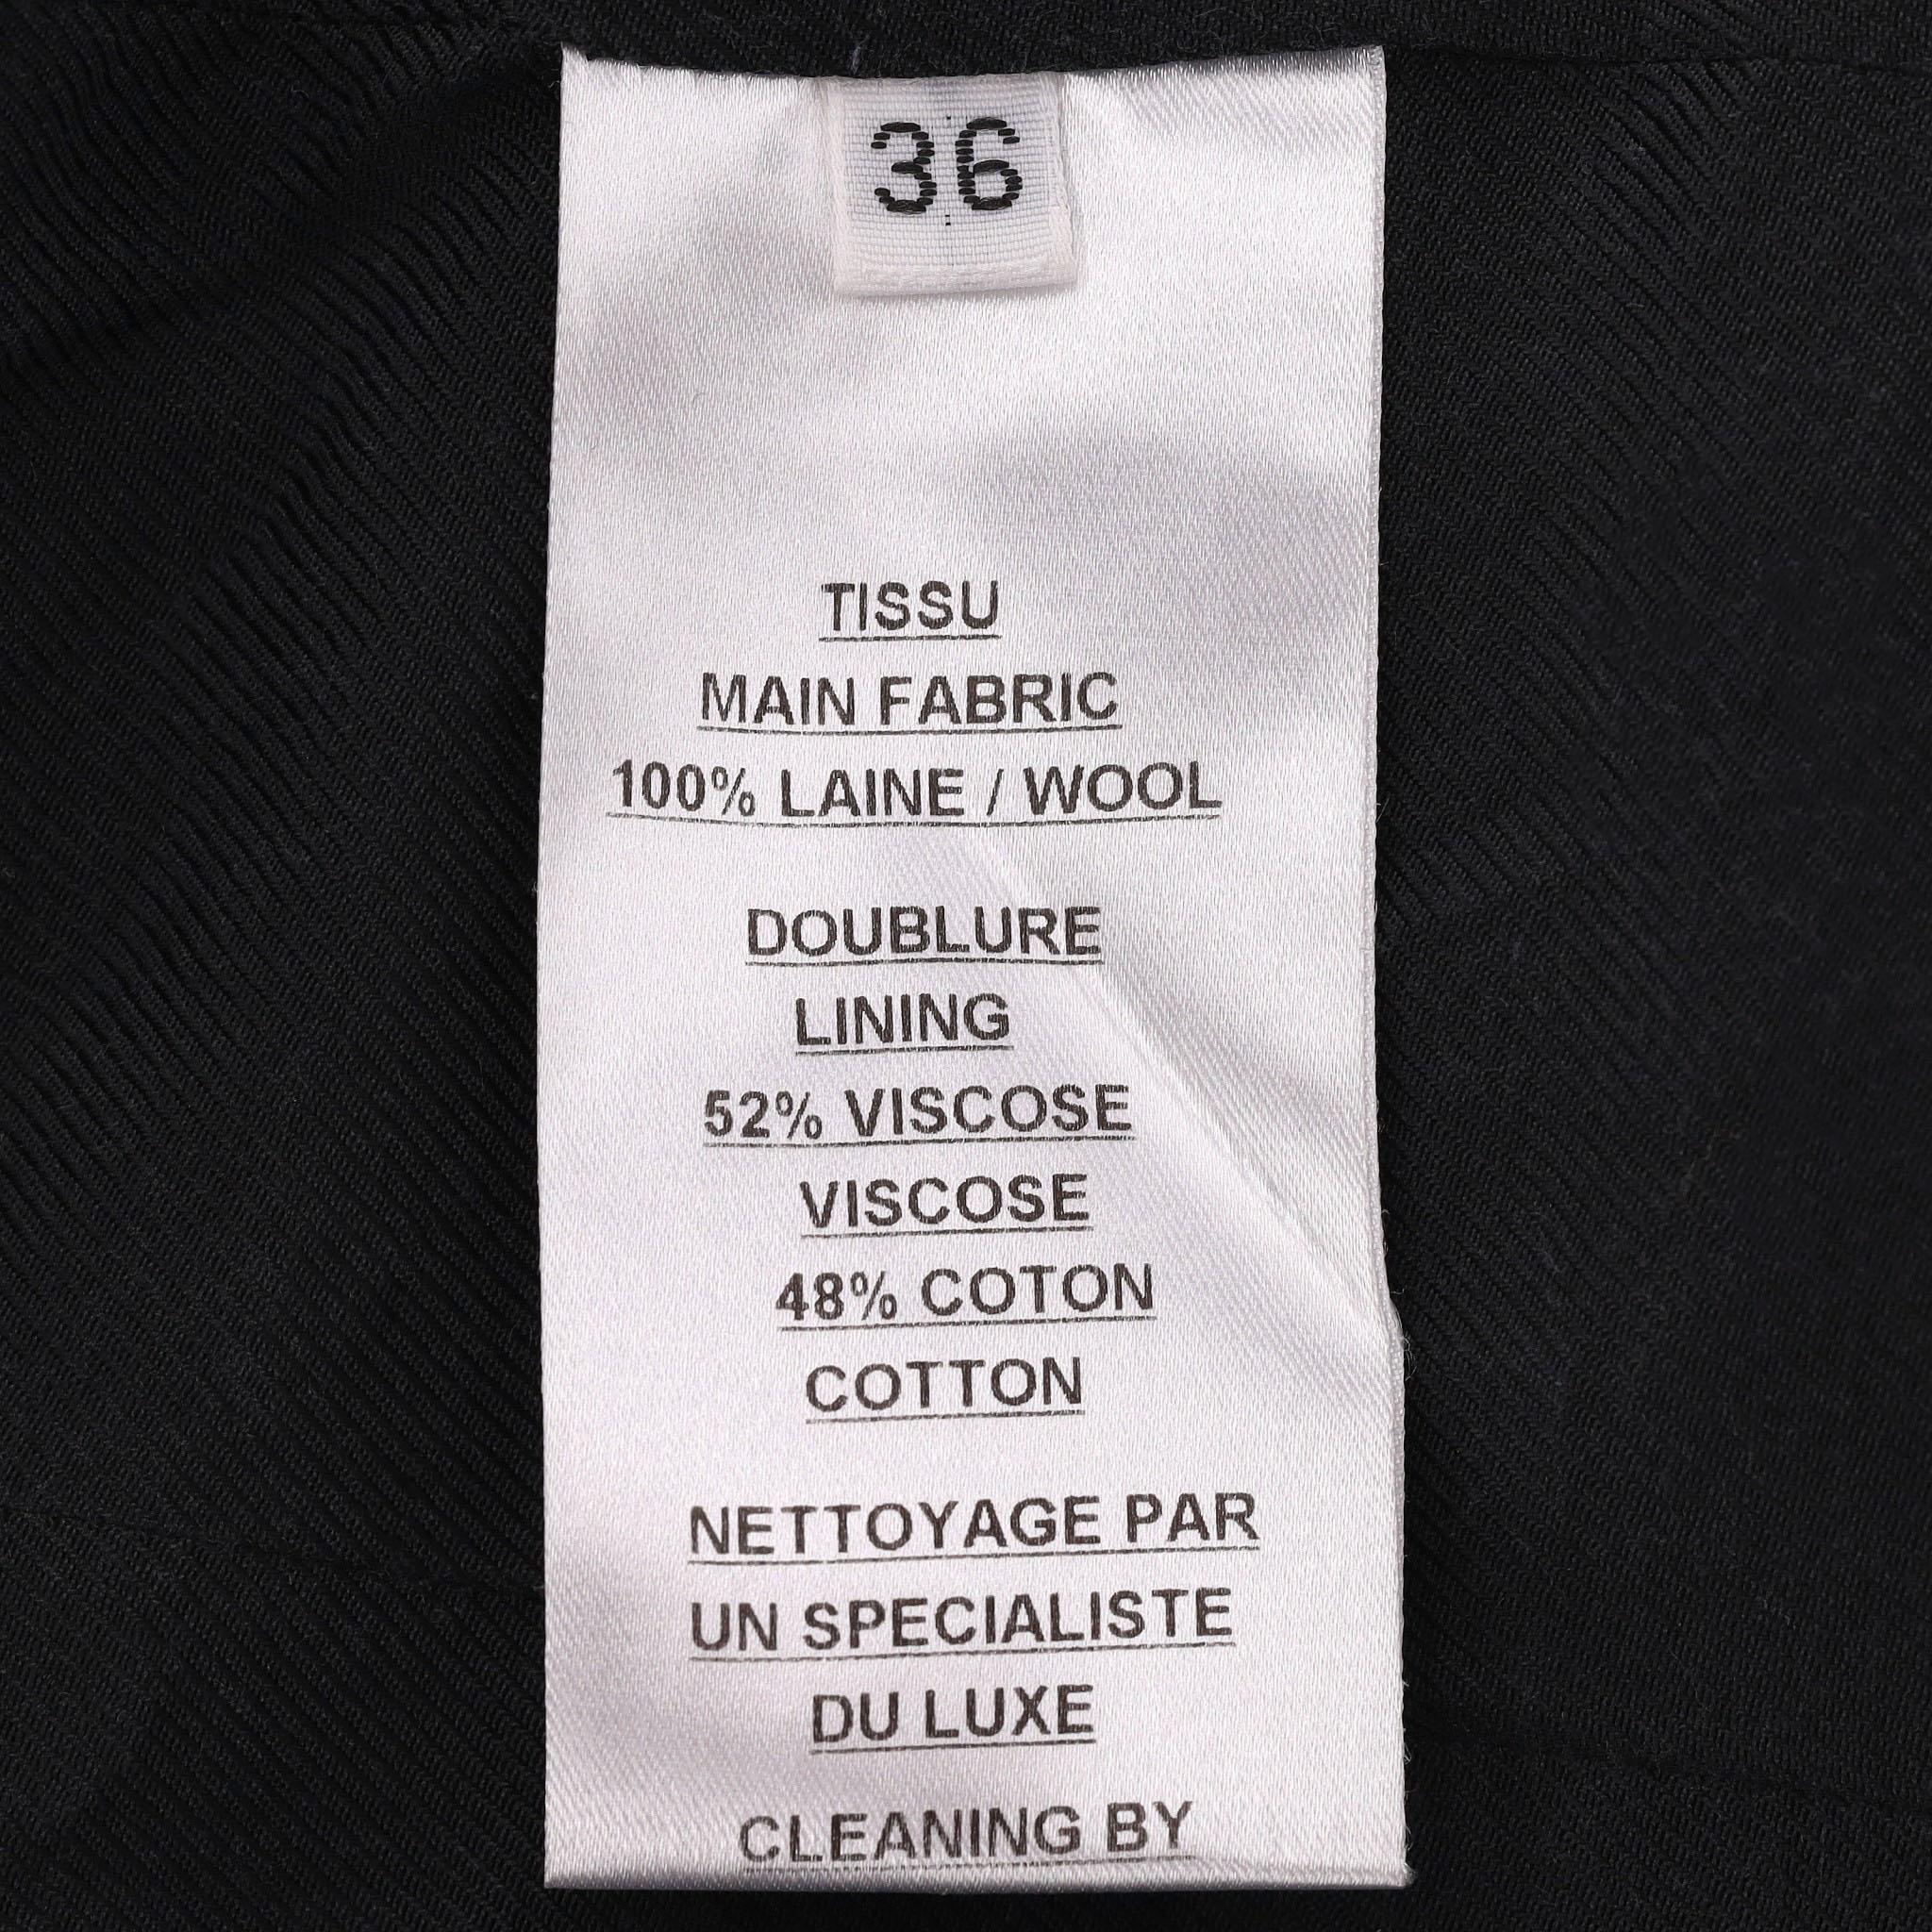 36
TISSU
MAIN FABRIC
100% LAINE / WOOL
DOUBLURE
LINING
52% VISCOSE
VISCOSE
48% COTON
COTTON
NETTOYAGE PAR
UN SPECIALISTE
DU LUXE
CLEANING BY